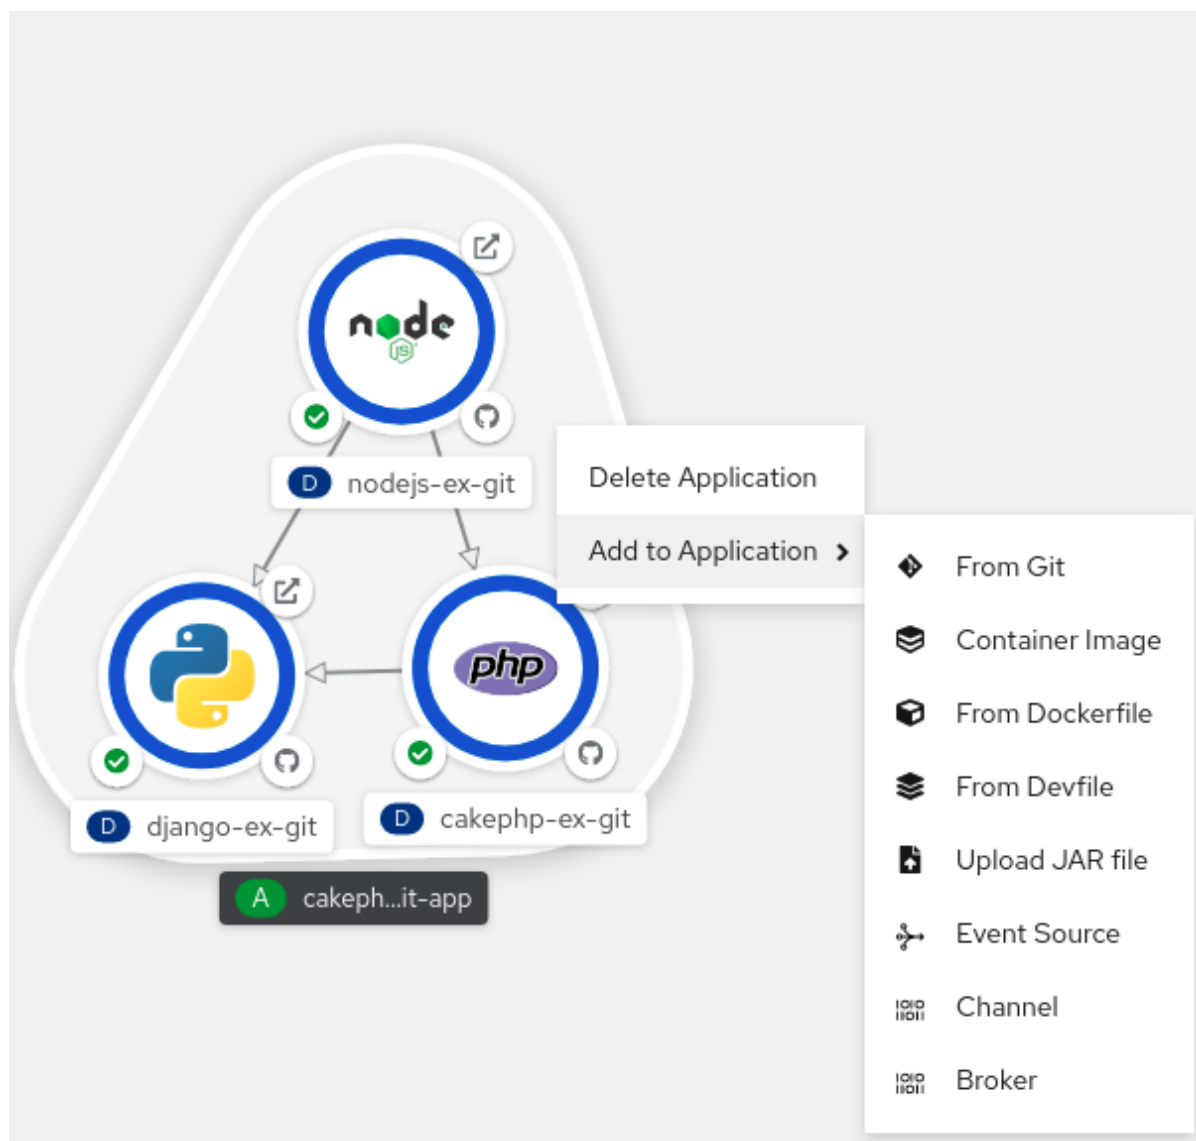 node
JS
D nodejs-ex-git
Delete Application
Add to Application
From Git
Container Image
php
From Dockerfile
From Devfile
D django-ex-git
D cakephp-ex-git
Upload JAR file
A cakeph...it-app
Event Source
Channel
Broker